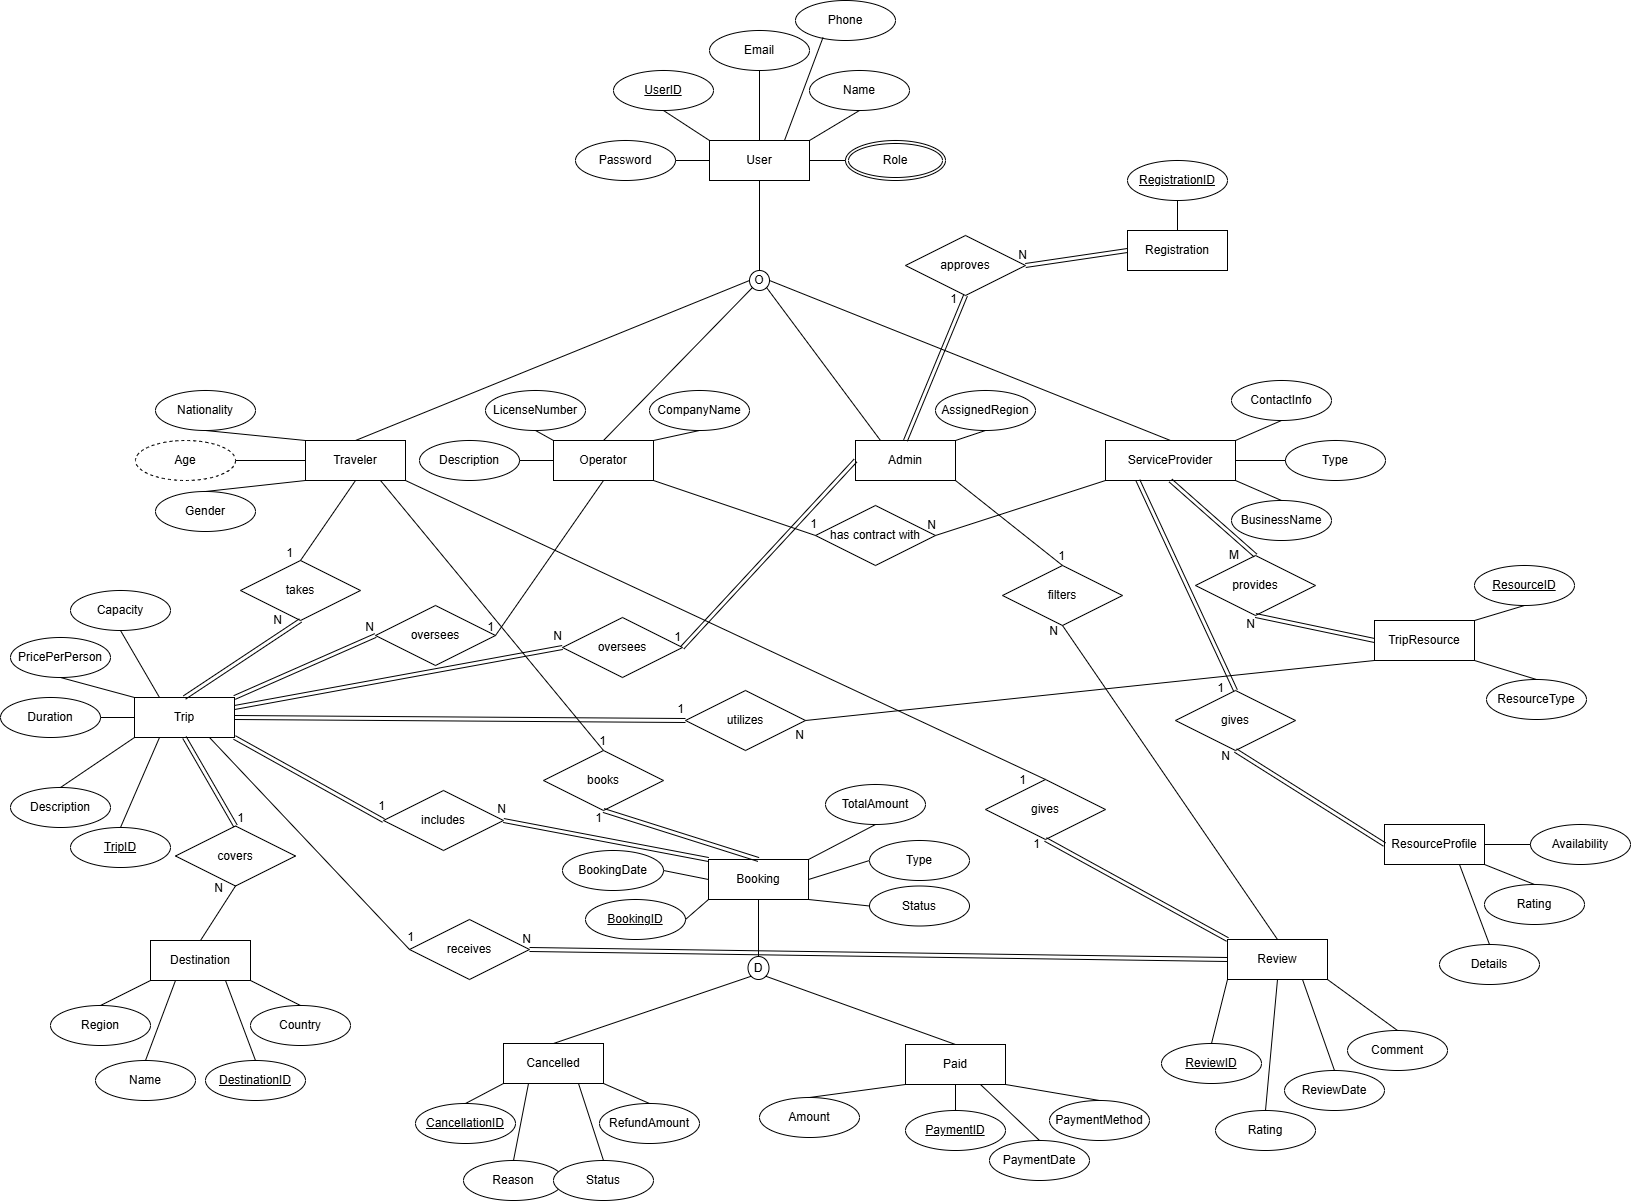 Phone
Email
UserID
Name
Password
User
Role
RegistrationID
Registration
approves
N
1
O
Nationality
LicenseNumber
CompanyName
AssignedRegion
ContactInfo
Age
Traveler
Description
Operator
Admin
ServiceProvider
Type
Gender
BusinessName
1
has contract with
N
1
takes
N
1
filters
N
M
provides
N
ResourceID
TripResource
ResourceType
Capacity
N
oversees
1
N
oversees
1
PricePerPerson
Duration
Trip
1
utilizes
N
1
gives
N
1
books
1
Description
TripID
1
covers
N
1
includes
N
1
gives
1
TotalAmount
Type
Status
BookingDate
Booking
BookingID
ResourceProfile
Availability
Rating
Details
1
receives
N
Destination
Region
Country
Name
DestinationID
D
Review
ReviewID
Comment
ReviewDate
Rating
Cancelled
CancellationID
RefundAmount
Reason
Status
Paid
Amount
PaymentID
PaymentMethod
PaymentDate